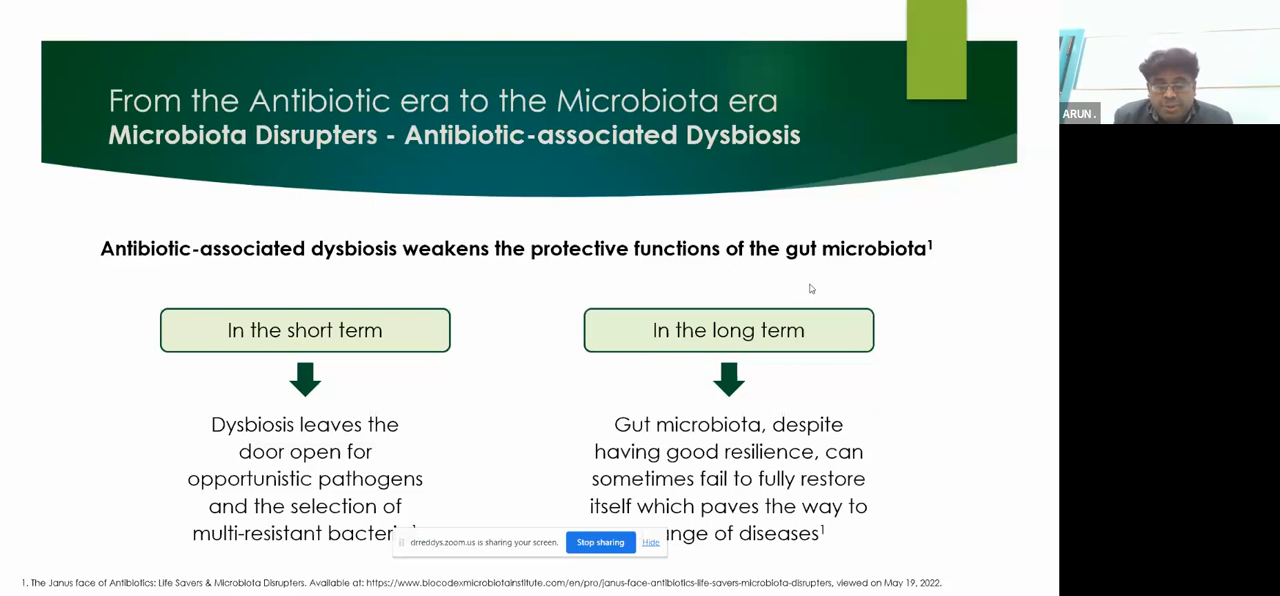 From the Antibiotic era to the Microbiota era
Microbiota Disrupters - Antibiotic-associated Dysbiosis
ARUN .
Antibiotic-associated dysbiosis weakens the protective functions of the gut microbiota¹
In the short term
Dysbiosis leaves the
door open for
opportunistic pathogens
and the selection of
multi-resistant
In the long term
Gut microbiota, despite
having good resilience, can
sometimes fail to fully restore
itself which paves the way to
of diseases¹
drreddys.zoom.us is sharing your screen.
Stop sharing
Hide
1. The Janus face of Antibiotics: Life Savers & Microbiota Disrupters. Available at: https://www.biocodexmicrobiotainstitute.com/en/pro/janus-face-antibiotics-life-savers-microbiota-disrupters, viewed on May 19, 2022.